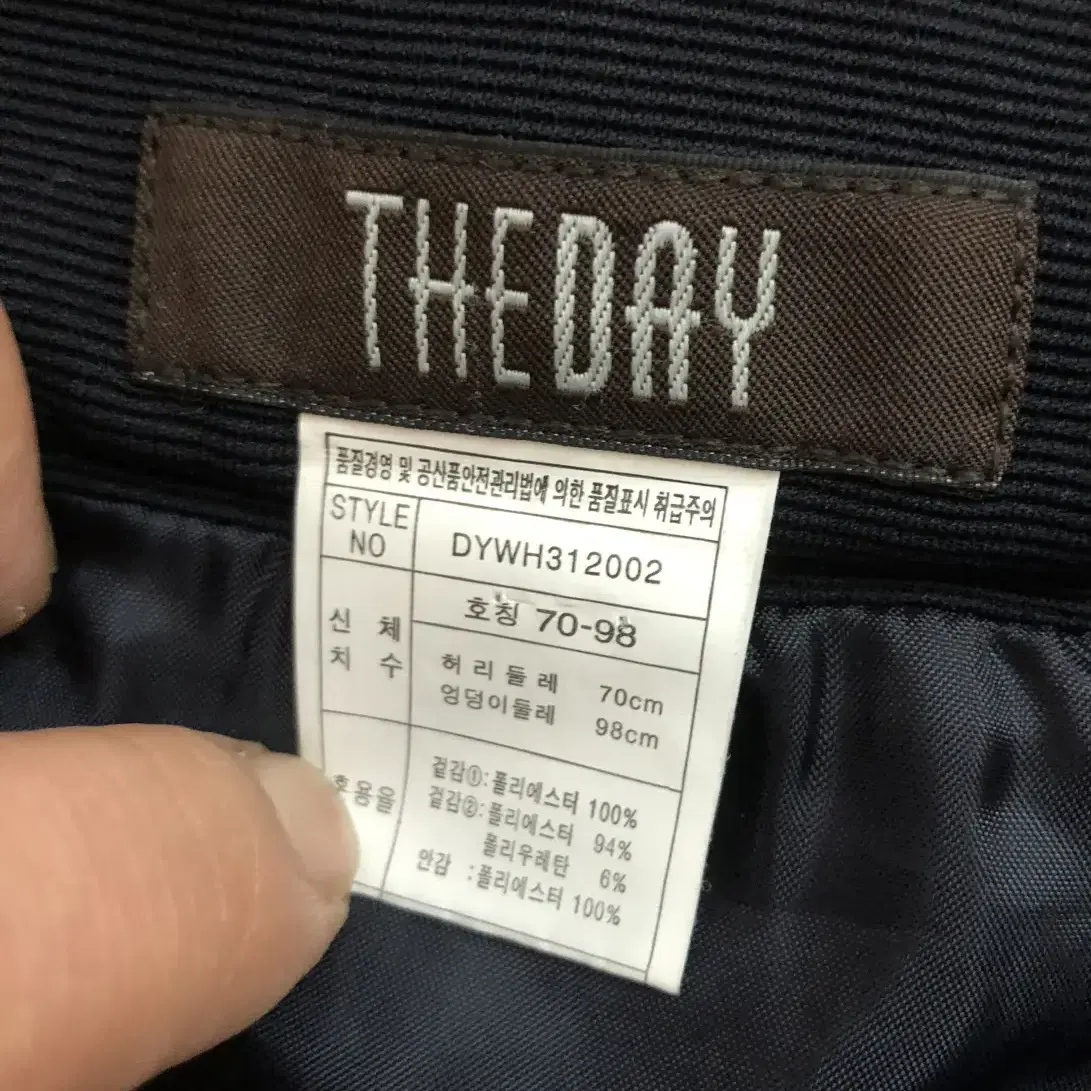 THEDAY
품질경영 및 공산품안전관리법에 의한 품질표시 취급주의
STYLE NO
DYWH312002
신체 치수
호칭 70-98
허리둘레 70cm
엉덩이둘레 98cm
혼용율
겉감①:폴리에스터 100%
겉감②:폴리에스터 94%
폴리우레탄 6%
안감 :폴리에스터 100%